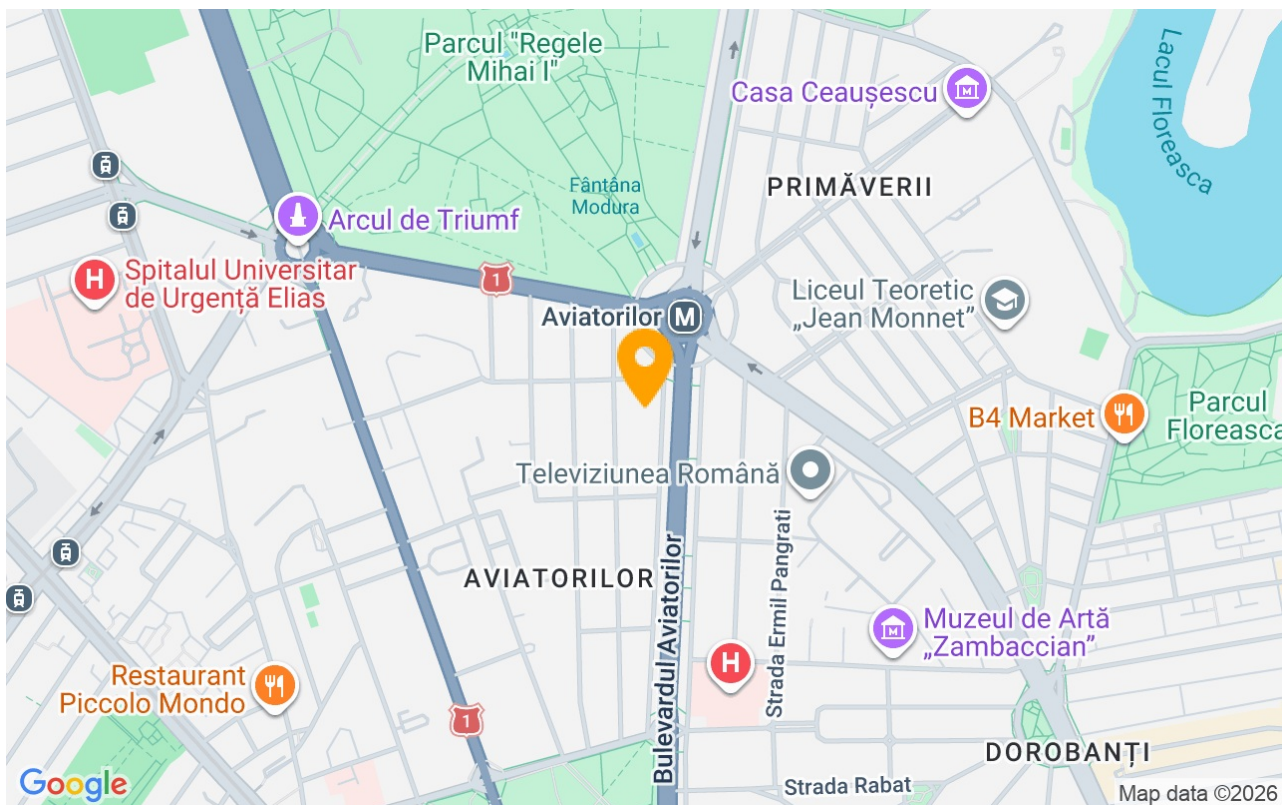 Parcul "Regele
Mihai I"
Lacul Floreasca
Casa Ceaușescu
M
Fântâna
Modura
PRIMĂVERII
Arcul de Triumf
H
Spitalul Universitar
de Urgență Elias
1
Liceul Teoretic
„Jean Monnet”
Aviatorilor M
B4 Market
Parcul
Floreasca
Televiziunea Română
AVIATORILOR
Bulevardul Aviatorilor
Strada Ermil Pangrati
M
Muzeul de Artă
„Zambaccian”
H
Restaurant
Piccolo Mondo
1
DOROBANȚI
Strada Rabat
Google
Map data ©2026